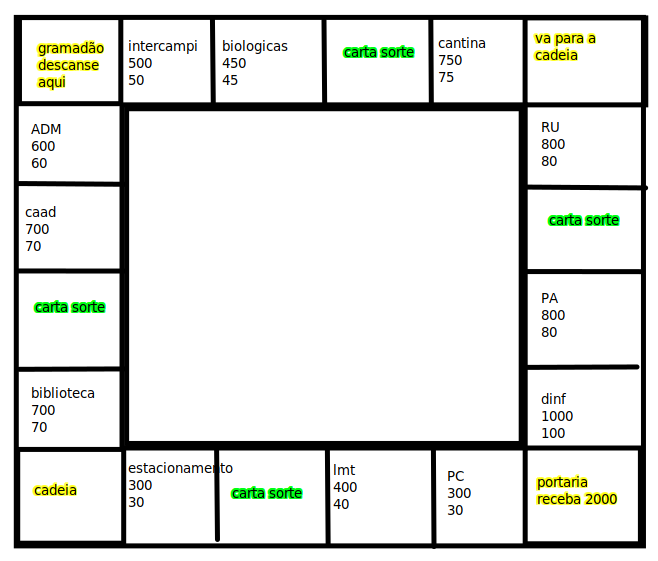 gramadão
descanse
aqui
intercampi
500
50
biologicas
450
45
carta sorte
cantina
750
75
va para a
cadeia
ADM
600
60
RU
800
80
caad
700
70
carta sorte
carta sorte
PA
800
80
biblioteca
700
70
dinf
1000
100
cadeia
estacionamento
300
30
carta sorte
lmt
400
40
PC
300
30
portaria
receba 2000